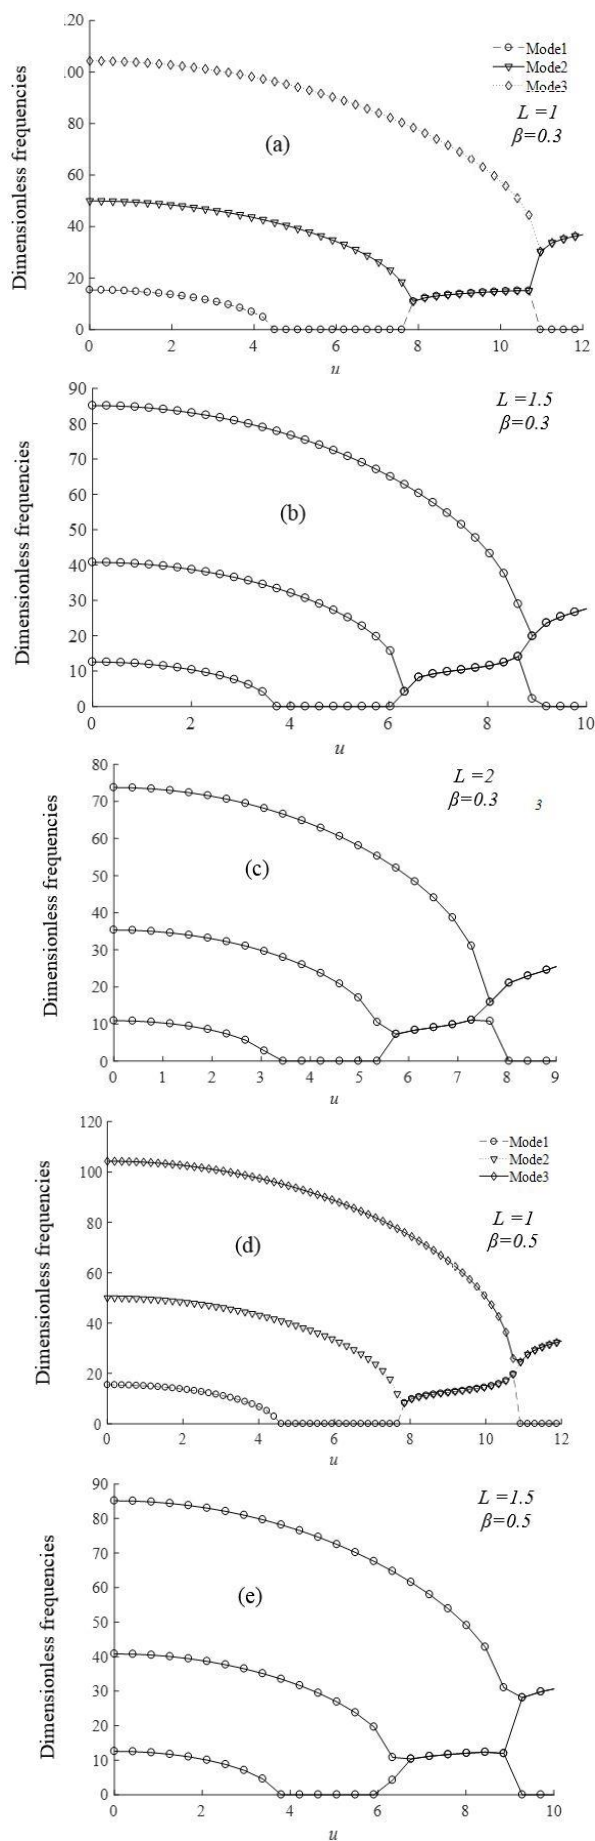 .20
.00
80
60
40
20
0
0 2 4 6 8 10 12
u
Dimensionless frequencies
Mode1
Mode2
Mode3
L =1
β=0.3
(a)
90
80
70
60
50
40
30
20
10
0
0 2 4 6 8 10
u
Dimensionless frequencies
L =1.5
β=0.3
(b)
80
70
60
50
40
30
20
10
0
0 1 2 3 4 5 6 7 8 9
u
Dimensionless frequencies
L =2
β=0.3 3
(c)
120
100
80
60
40
20
0
0 2 4 6 8 10 12
u
Dimensionless frequencies
Mode1
Mode2
Mode3
L =1
β=0.5
(d)
90
80
70
60
50
40
30
20
10
0
0 2 4 6 8 10
u
Dimensionless frequencies
L =1.5
β=0.5
(e)